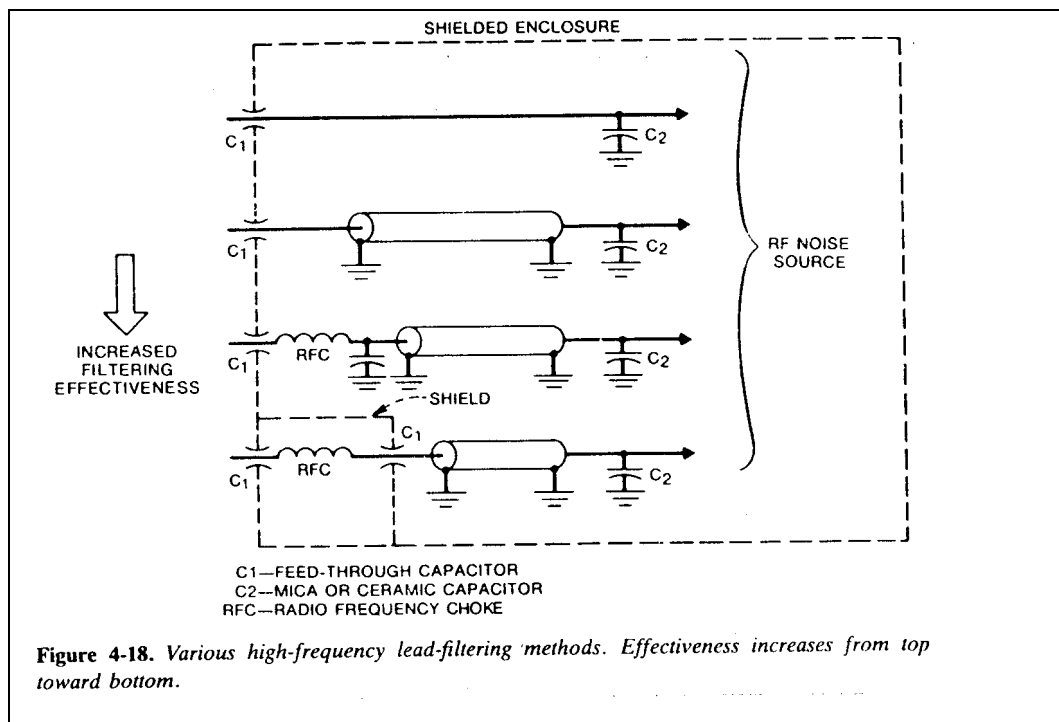 SHIELDED ENCLOSURE
C1
C2
C1
C2
RF NOISE
SOURCE
INCREASED
FILTERING
EFFECTIVENESS
C1
RFC
C2
SHIELD
C1
C1
RFC
C2
C1—FEED-THROUGH CAPACITOR
C2—MICA OR CERAMIC CAPACITOR
RFC—RADIO FREQUENCY CHOKE
Figure 4-18. Various high-frequency lead-filtering methods. Effectiveness increases from top
toward bottom.